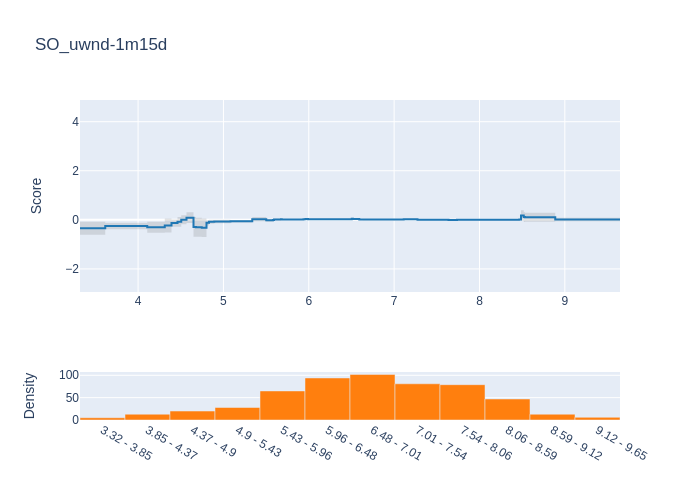 SO_uwnd-1m15d
Score
4
2
0
−2
4 5 6 7 8 9
Density
100
50
0
3.32 - 3.85
3.85 - 4.37
4.37 - 4.9
4.9 - 5.43
5.43 - 5.96
5.96 - 6.48
6.48 - 7.01
7.01 - 7.54
7.54 - 8.06
8.06 - 8.59
8.59 - 9.12
9.12 - 9.65